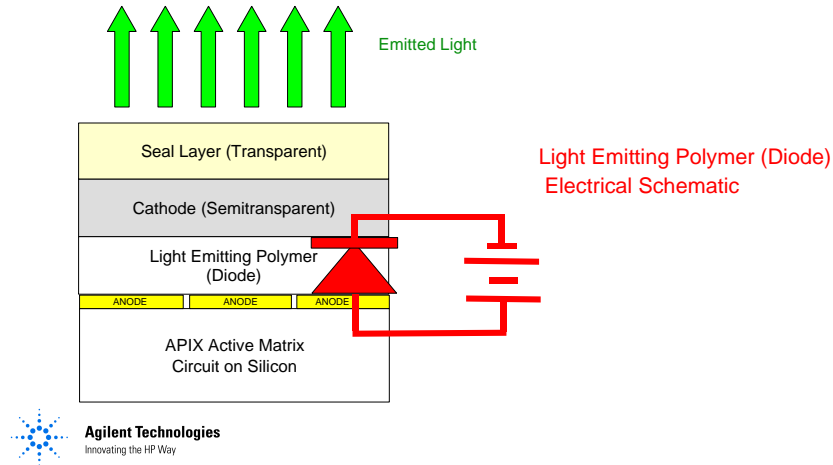 Emitted Light
Seal Layer (Transparent)
Light Emitting Polymer (Diode)
Electrical Schematic
Cathode (Semitransparent)
Light Emitting Polymer
(Diode)
ANODE
ANODE
ANODE
APIX Active Matrix
Circuit on Silicon
Agilent Technologies
Innovating the HP Way